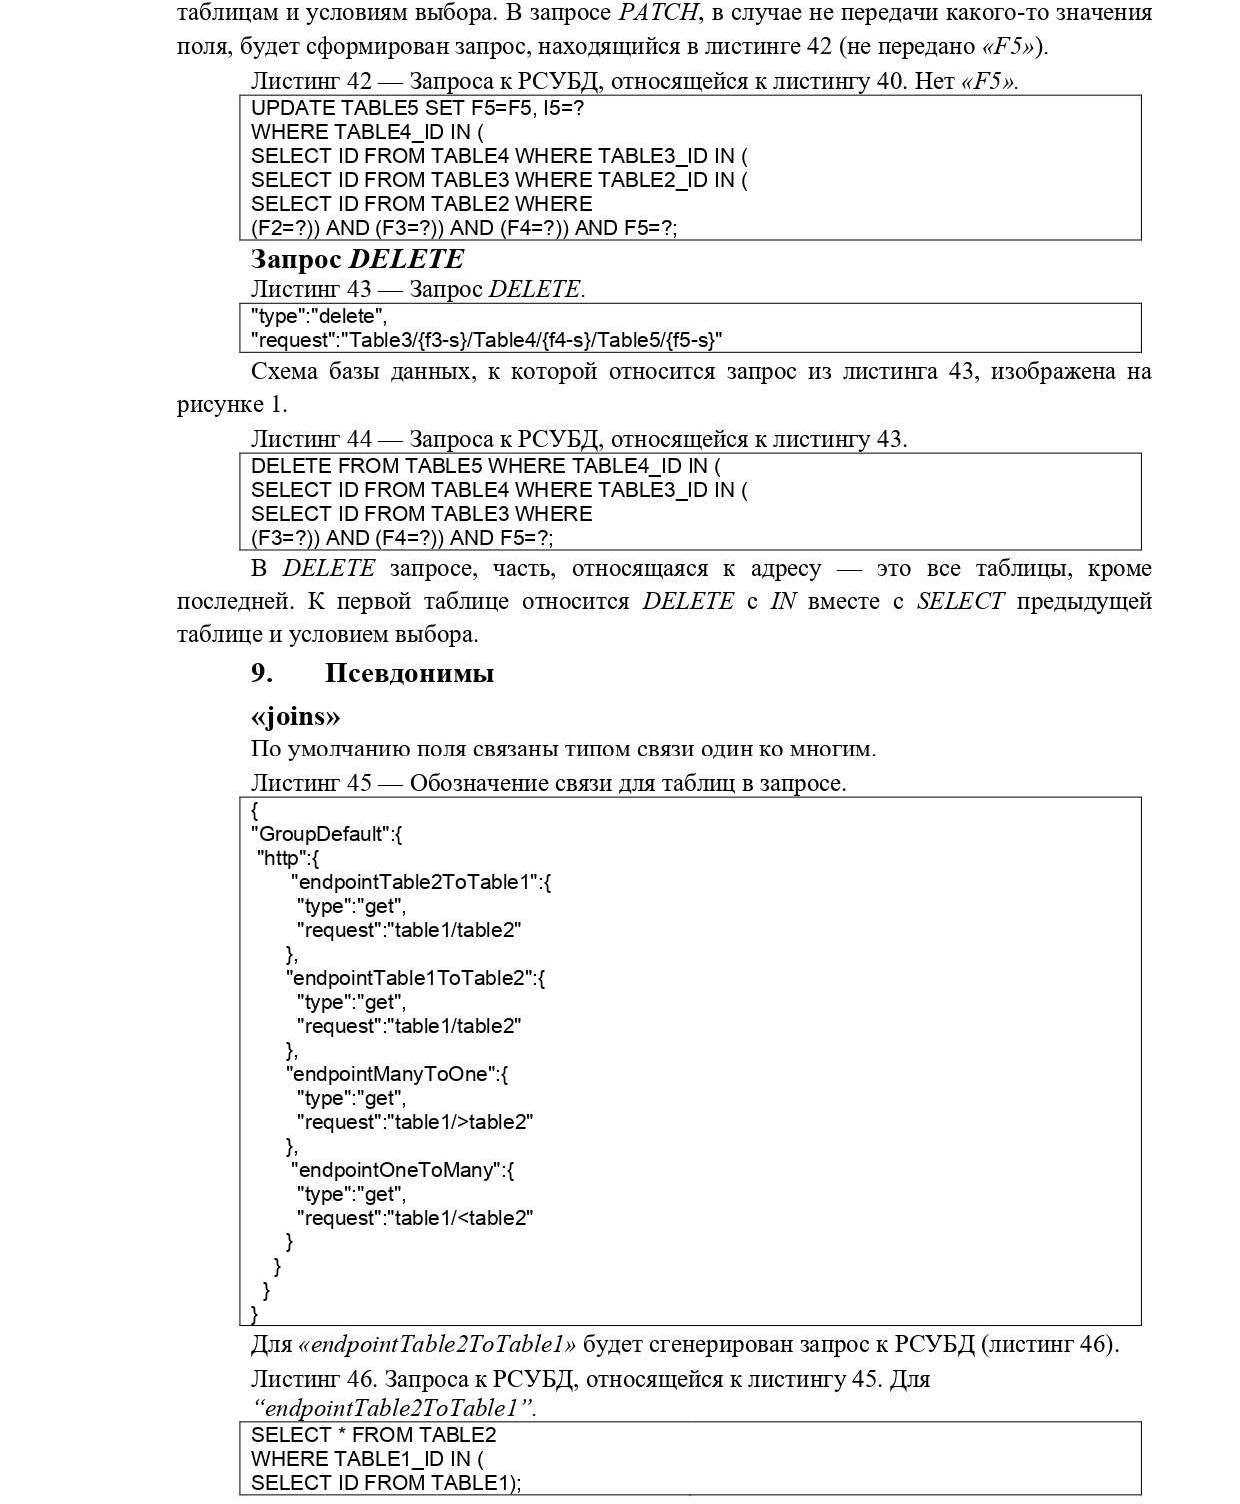 таблицам и условиям выбора. В запросе PATCH, в случае не передачи какого-то значения
поля, будет сформирован запрос, находящийся в листинге 42 (не передано «F5»).
Листинг 42 — Запроса к РСУБД, относящейся к листингу 40. Нет «F5».
UPDATE TABLE5 SET F5=F5, I5=?
WHERE TABLE4_ID IN (
SELECT ID FROM TABLE4 WHERE TABLE3_ID IN (
SELECT ID FROM TABLE3 WHERE TABLE2_ID IN (
SELECT ID FROM TABLE2 WHERE
(F2=?)) AND (F3=?)) AND (F4=?)) AND F5=?;
Запрос DELETE
Листинг 43 — Запрос DELETE.
"type":"delete",
"request":"Table3/{f3-s}/Table4/{f4-s}/Table5/{f5-s}"
Схема базы данных, к которой относится запрос из листинга 43, изображена на
рисунке 1.
Листинг 44 — Запроса к РСУБД, относящейся к листингу 43.
DELETE FROM TABLE5 WHERE TABLE4_ID IN (
SELECT ID FROM TABLE4 WHERE TABLE3_ID IN (
SELECT ID FROM TABLE3 WHERE
(F3=?)) AND (F4=?)) AND F5=?;
В DELETE запросе, часть, относящаяся к адресу — это все таблицы, кроме
последней. К первой таблице относится DELETE с IN вместе с SELECT предыдущей
таблице и условием выбора.
9. Псевдонимы
«joins»
По умолчанию поля связаны типом связи один ко многим.
Листинг 45 — Обозначение связи для таблиц в запросе.
{
"GroupDefault":{
"http":{
"endpointTable2ToTable1":{
"type":"get",
"request":"table1/table2"
},
"endpointTable1ToTable2":{
"type":"get",
"request":"table1/table2"
},
"endpointManyToOne":{
"type":"get",
"request":"table1/>table2"
},
"endpointOneToMany":{
"type":"get",
"request":"table1/<table2"
}
}
}
}
Для «endpointTable2ToTable1» будет сгенерирован запрос к РСУБД (листинг 46).
Листинг 46. Запроса к РСУБД, относящейся к листингу 45. Для
“endpointTable2ToTable1”.
SELECT * FROM TABLE2
WHERE TABLE1_ID IN (
SELECT ID FROM TABLE1);